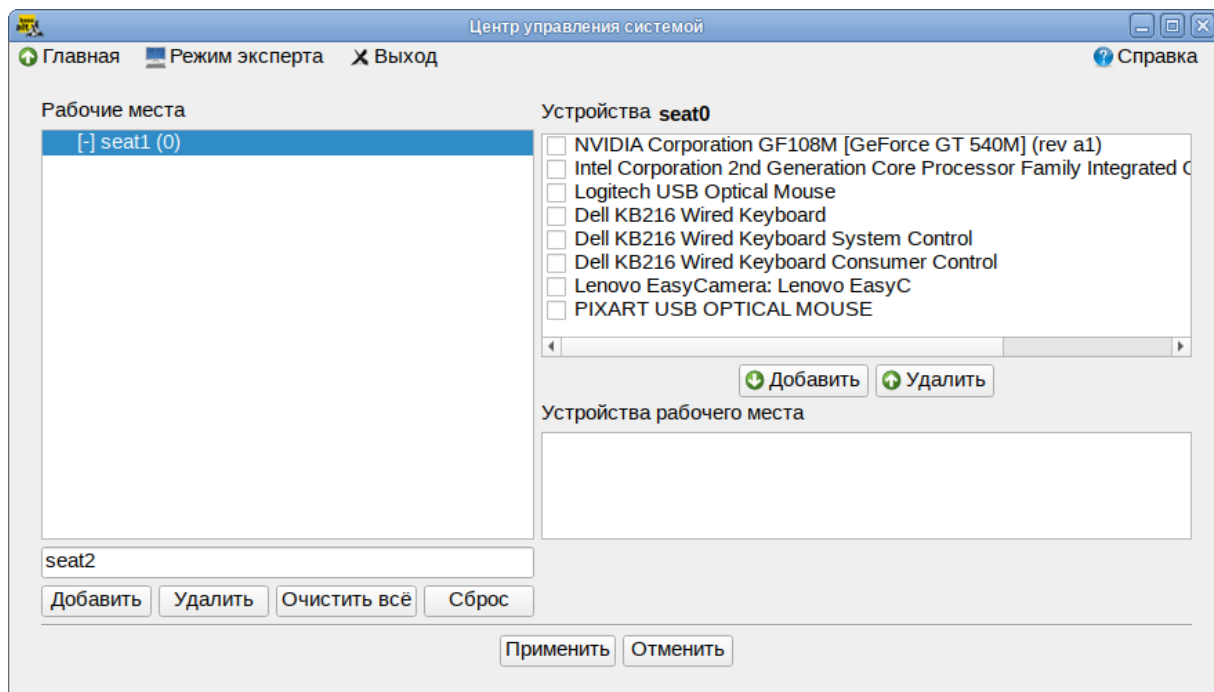 Центр управления системой
Главная Режим эксперта Выход Справка
Рабочие места
[-] seat1 (0)
seat2
Добавить Удалить Очистить всё Сброс
Устройства seat0
NVIDIA Corporation GF108M [GeForce GT 540M] (rev a1)
Intel Corporation 2nd Generation Core Processor Family Integrated
Logitech USB Optical Mouse
Dell KB216 Wired Keyboard
Dell KB216 Wired Keyboard System Control
Dell KB216 Wired Keyboard Consumer Control
Lenovo EasyCamera: Lenovo EasyC
PIXART USB OPTICAL MOUSE
Добавить Удалить
Устройства рабочего места
Применить Отменить